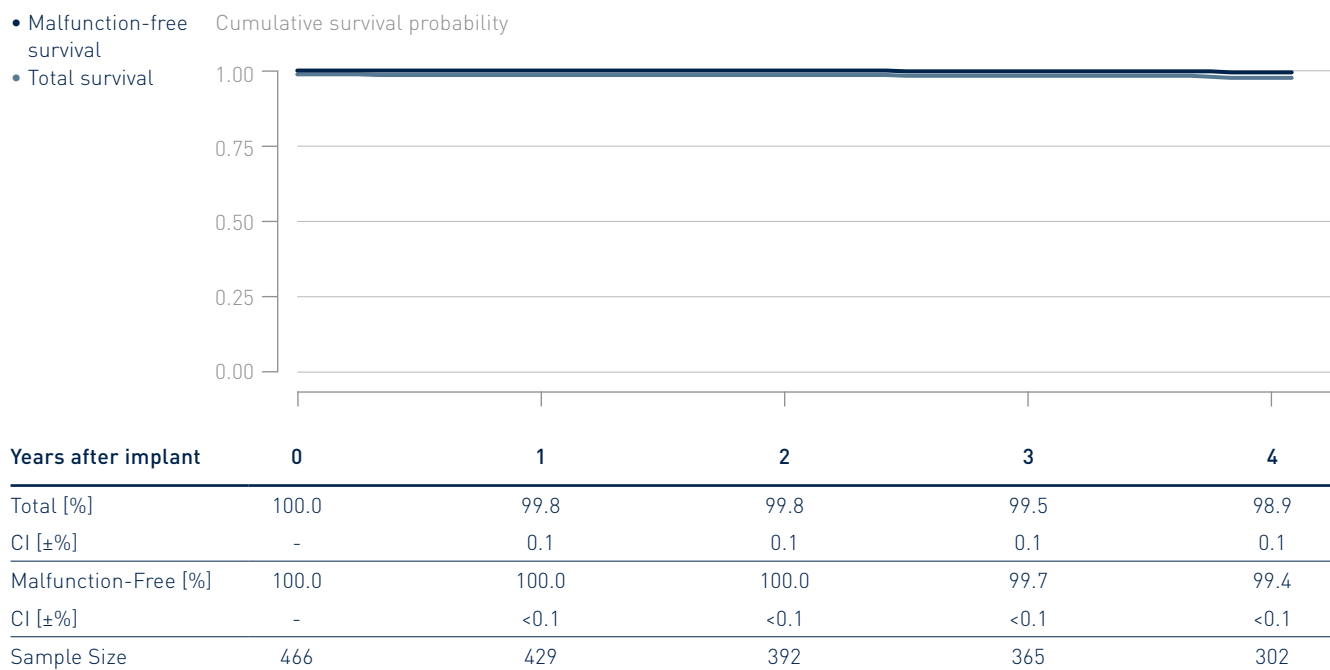 • Malfunction-free
survival
• Total survival
Cumulative survival probability
1.00
0.75
0.50
0.25
0.00
Years after implant 0 1 2 3 4
Total [%] 100.0 99.8 99.8 99.5 98.9
CI [±%] - 0.1 0.1 0.1 0.1
Malfunction-Free [%] 100.0 100.0 100.0 99.7 99.4
CI [±%] - <0.1 <0.1 <0.1 <0.1
Sample Size 466 429 392 365 302